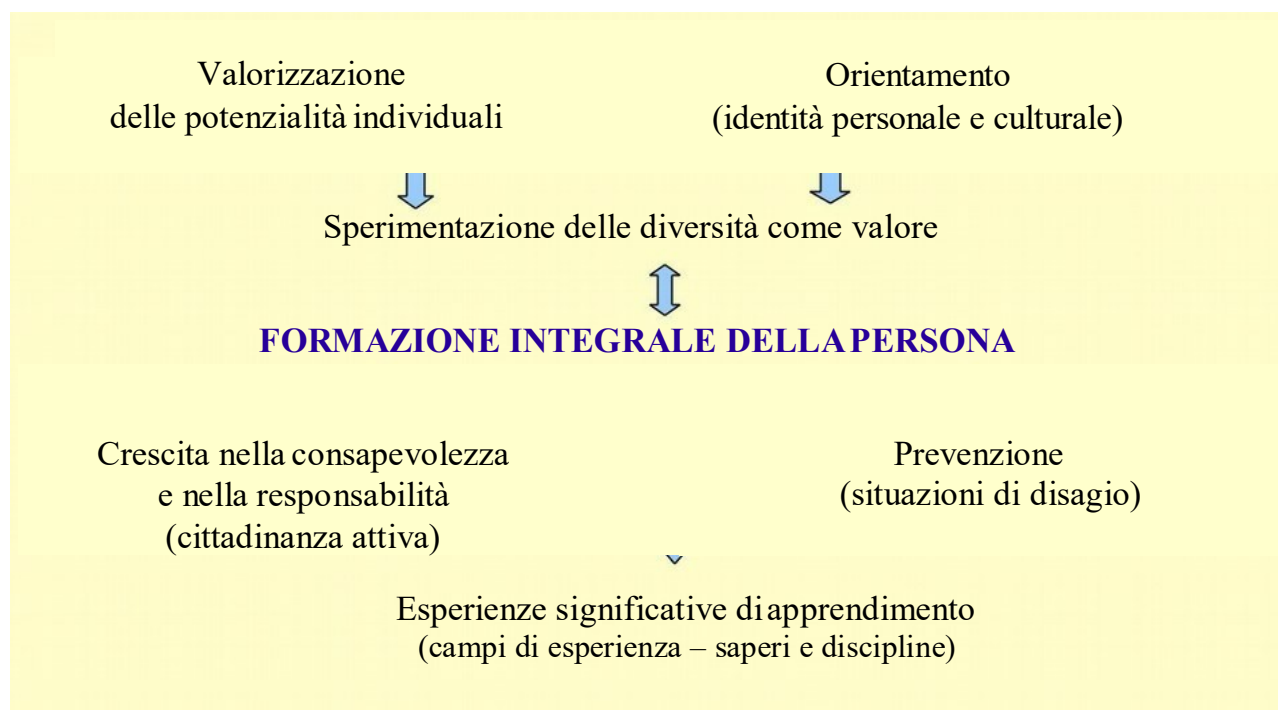 Valorizzazione
delle potenzialità individuali
Orientamento
(identità personale e culturale)
Sperimentazione delle diversità come valore
FORMAZIONE INTEGRALE DELLA PERSONA
Crescita nella consapevolezza
e nella responsabilità
(cittadinanza attiva)
Prevenzione
(situazioni di disagio)
Esperienze significative di apprendimento
(campi di esperienza – saperi e discipline)